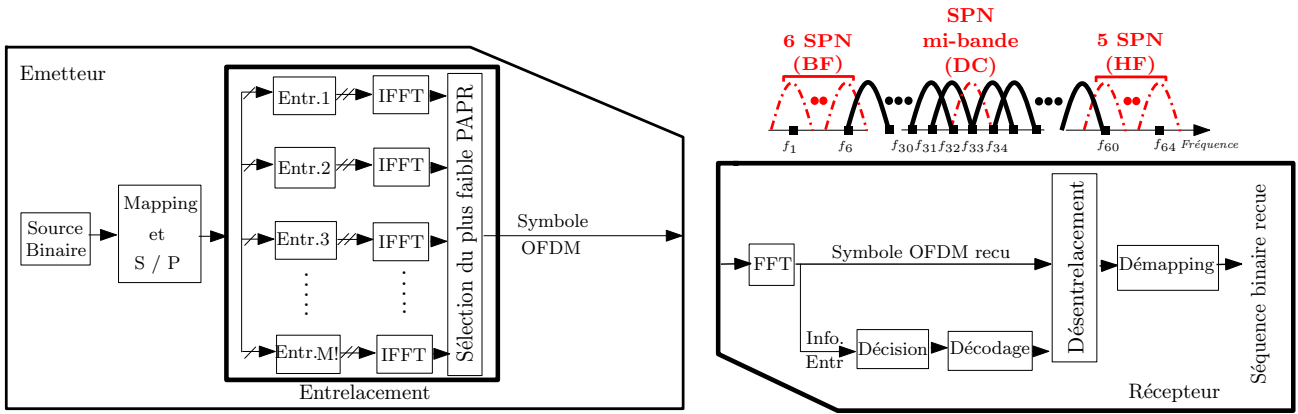 Emetteur
Source
Binaire
Mapping
et
S / P
Entr.1
IFFT
Entr.2
IFFT
Entr.3
IFFT
Entr.M!
IFFT
Sélection du plus faible PAPR
Entrelacement
Symbole
OFDM
6 SPN
(BF)
SPN
mi-bande
(DC)
5 SPN
(HF)
f1 f6 f30 f31 f32 f33 f34 f60 f64 Fréquence
FFT
Symbole OFDM recu
Info.
Entr
Décision
Décodage
Désentrelacement
Démapping
Séquence binaire recue
Récepteur